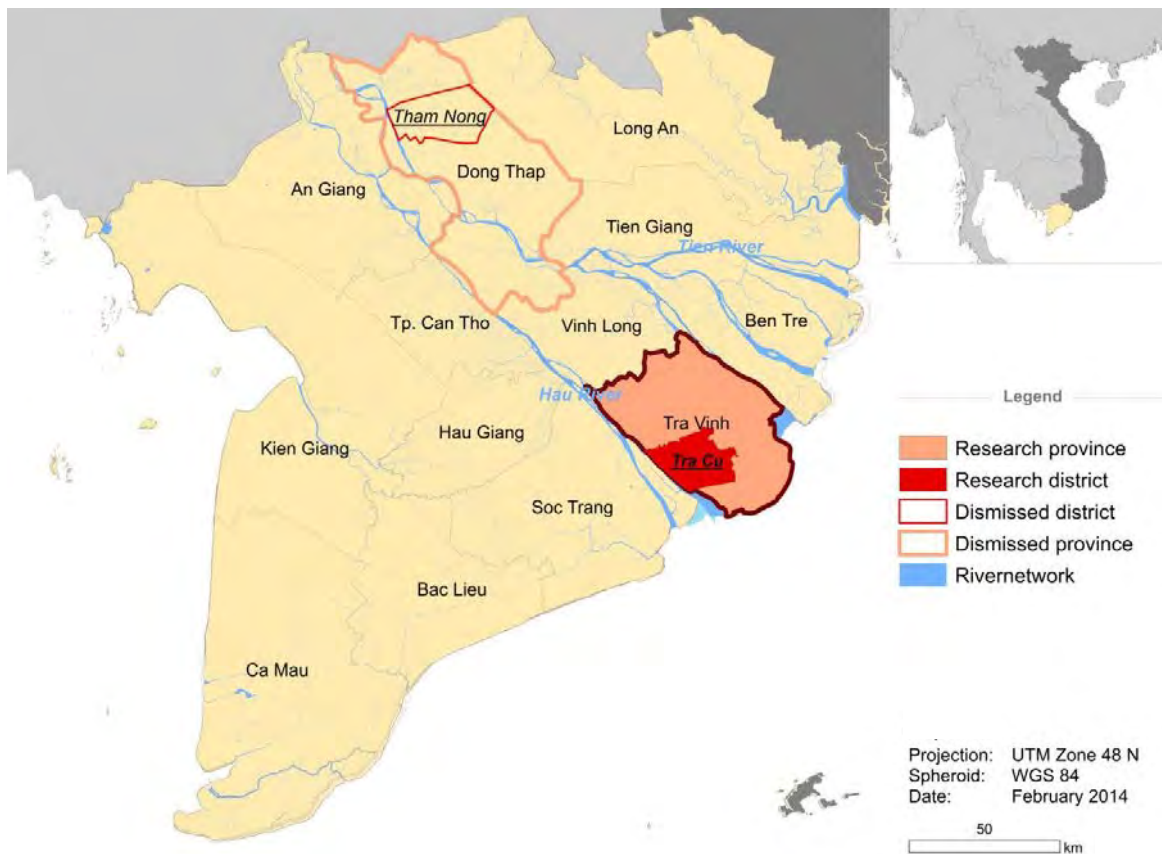 Tham Nong
Long An
Dong Thap
An Giang
Tien Giang
Tien River
Tp. Can Tho
Vinh Long
Ben Tre
Hau River
Tra Vinh
Hau Giang
Kien Giang
Tra Cu
Soc Trang
Bac Lieu
Ca Mau
Legend
Research province
Research district
Dismissed district
Dismissed province
Rivernetwork
Projection: UTM Zone 48 N
Spheroid: WGS 84
Date: February 2014
50
km